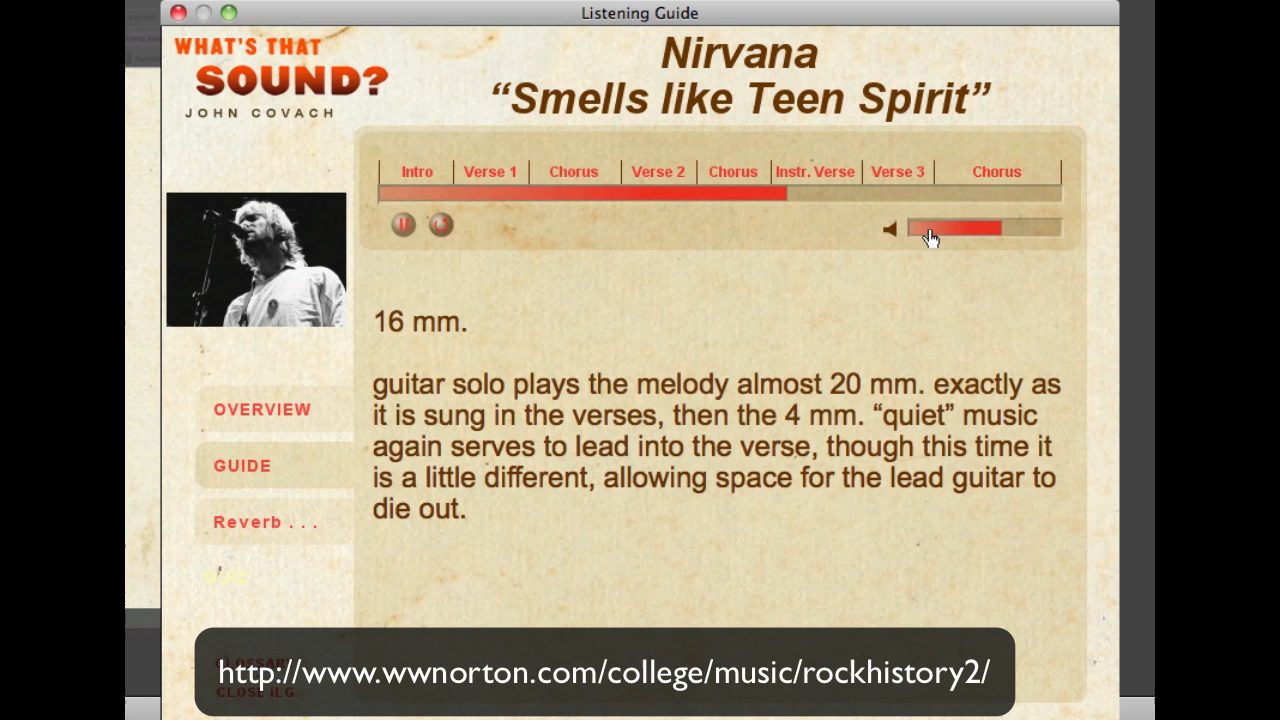 Listening Guide
WHAT'S THAT
SOUND?
JOHN COVACH
Nirvana
“Smells like Teen Spirit”
Intro Verse 1 Chorus Verse 2 Chorus Instr. Verse Verse 3 Chorus
16 mm.
guitar solo plays the melody almost 20 mm. exactly as
it is sung in the verses, then the 4 mm. “quiet” music
again serves to lead into the verse, though this time it
is a little different, allowing space for the lead guitar to
die out.
OVERVIEW
GUIDE
Reverb . . .
QUIZ
GLOSSARY
http://www.wwnorton.com/college/music/rockhistory2/
CLOSE iLG